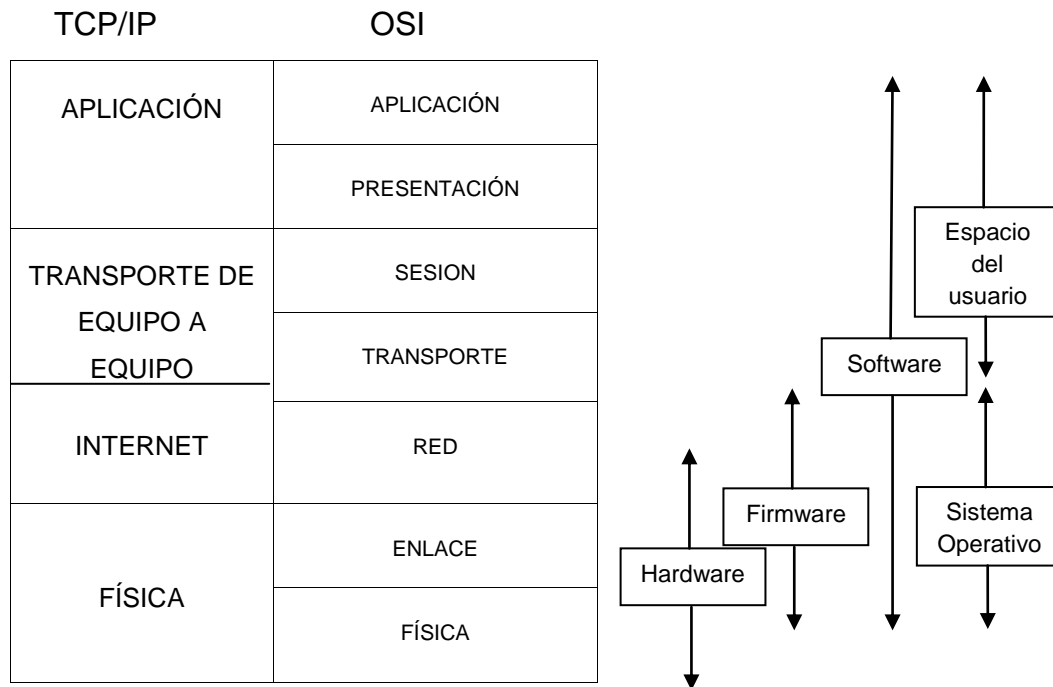 TCP/IP
OSI
APLICACIÓN
APLICACIÓN
PRESENTACIÓN
TRANSPORTE DE
EQUIPO A
EQUIPO
SESION
TRANSPORTE
INTERNET
RED
FÍSICA
ENLACE
FÍSICA
Hardware
Firmware
Software
Espacio
del
usuario
Sistema
Operativo